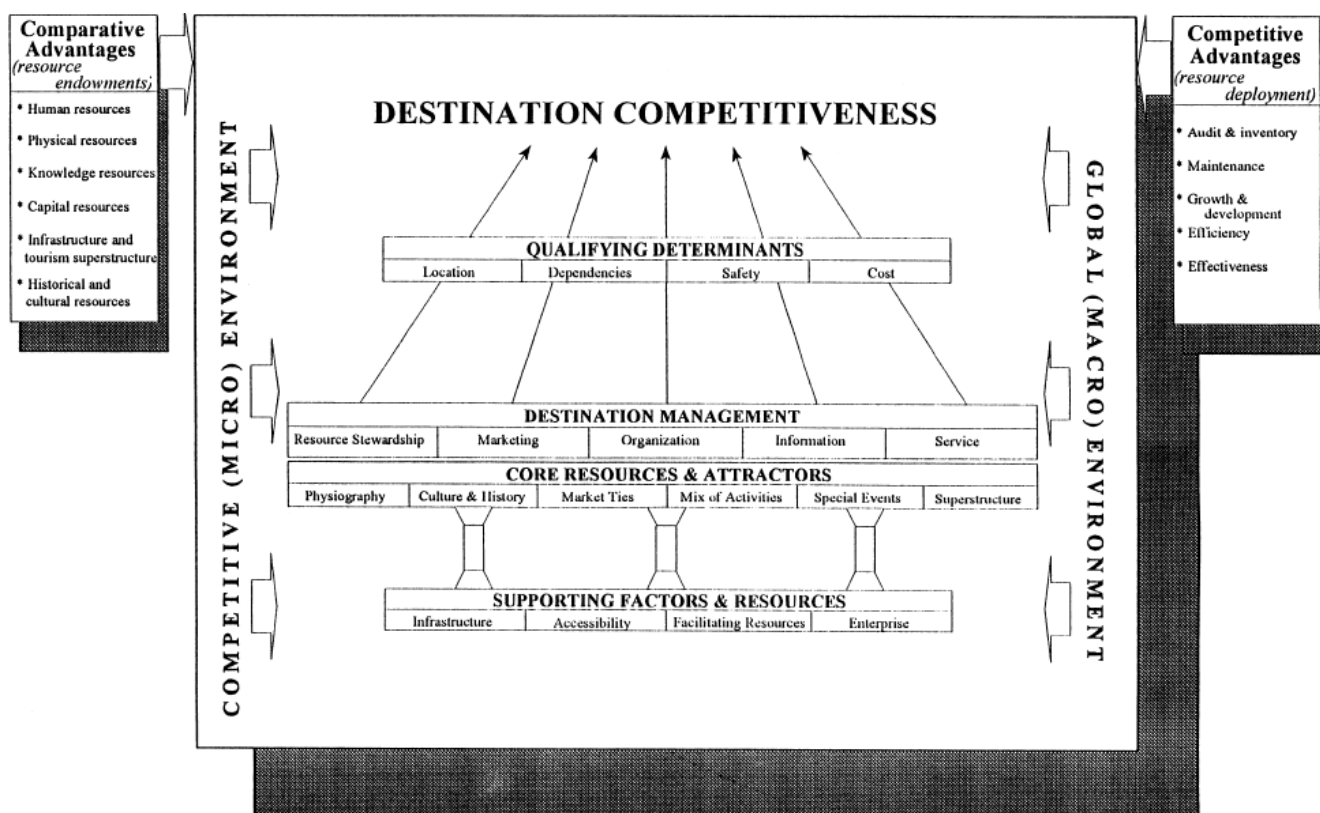 Comparative
Advantages
(resource
endowments)
* Human resources
* Physical resources
* Knowledge resources
* Capital resources
* Infrastructure and
tourism superstructure
* Historical and
cultural resources
COMPETITIVE (MICRO) ENVIRONMENT
DESTINATION COMPETITIVENESS
QUALIFYING DETERMINANTS
Location Dependencies Safety Cost
DESTINATION MANAGEMENT
Resource Stewardship Marketing Organization Information Service
CORE RESOURCES & ATTRACTORS
Physiography Culture & History Market Ties Mix of Activities Special Events Superstructure
SUPPORTING FACTORS & RESOURCES
Infrastructure Accessibility Facilitating Resources Enterprise
GLOBAL (MACRO) ENVIRONMENT
Competitive
Advantages
(resource
deployment)
* Audit & inventory
* Maintenance
* Growth &
development
* Efficiency
* Effectiveness